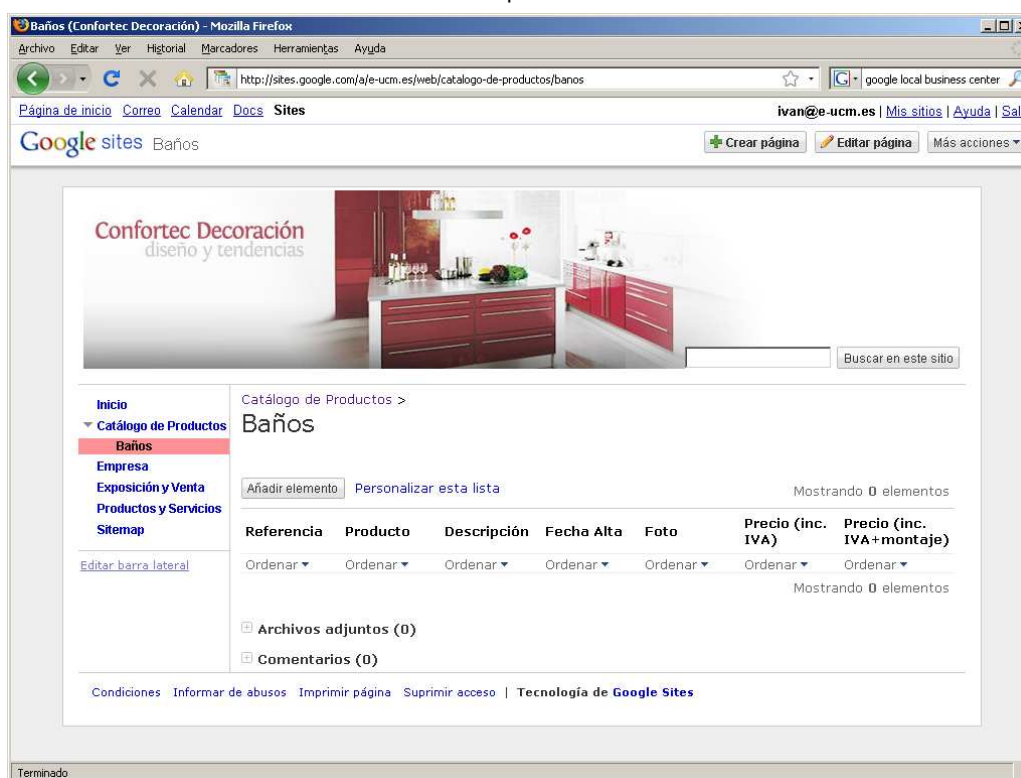 Baños (Confortec Decoración) - Mozilla Firefox
Archivo Editar Ver Historial Marcadores Herramientas Ayuda
http://sites.google.com/a/e-ucm.es/web/catalogo-de-productos/banos
google local business center
Página de inicio Correo Calendar Docs Sites
ivan@e-ucm.es | Mis sitios | Ayuda | Sal
Google sites Baños
Crear página Editar página Más acciones
Confortec Decoración
diseño y tendencias
Buscar en este sitio
Inicio
Catálogo de Productos
Baños
Empresa
Exposición y Venta
Productos y Servicios
Sitemap
Editar barra lateral
Catálogo de Productos >
Baños
Añadir elemento Personalizar esta lista
Mostrando 0 elementos
Referencia Producto Descripción Fecha Alta Foto Precio (inc. IVA) Precio (inc. IVA+montaje)
Ordenar Ordenar Ordenar Ordenar Ordenar Ordenar Ordenar
Mostrando 0 elementos
Archivos adjuntos (0)
Comentarios (0)
Condiciones Informar de abusos Imprimir página Suprimir acceso | Tecnología de Google Sites
Terminado